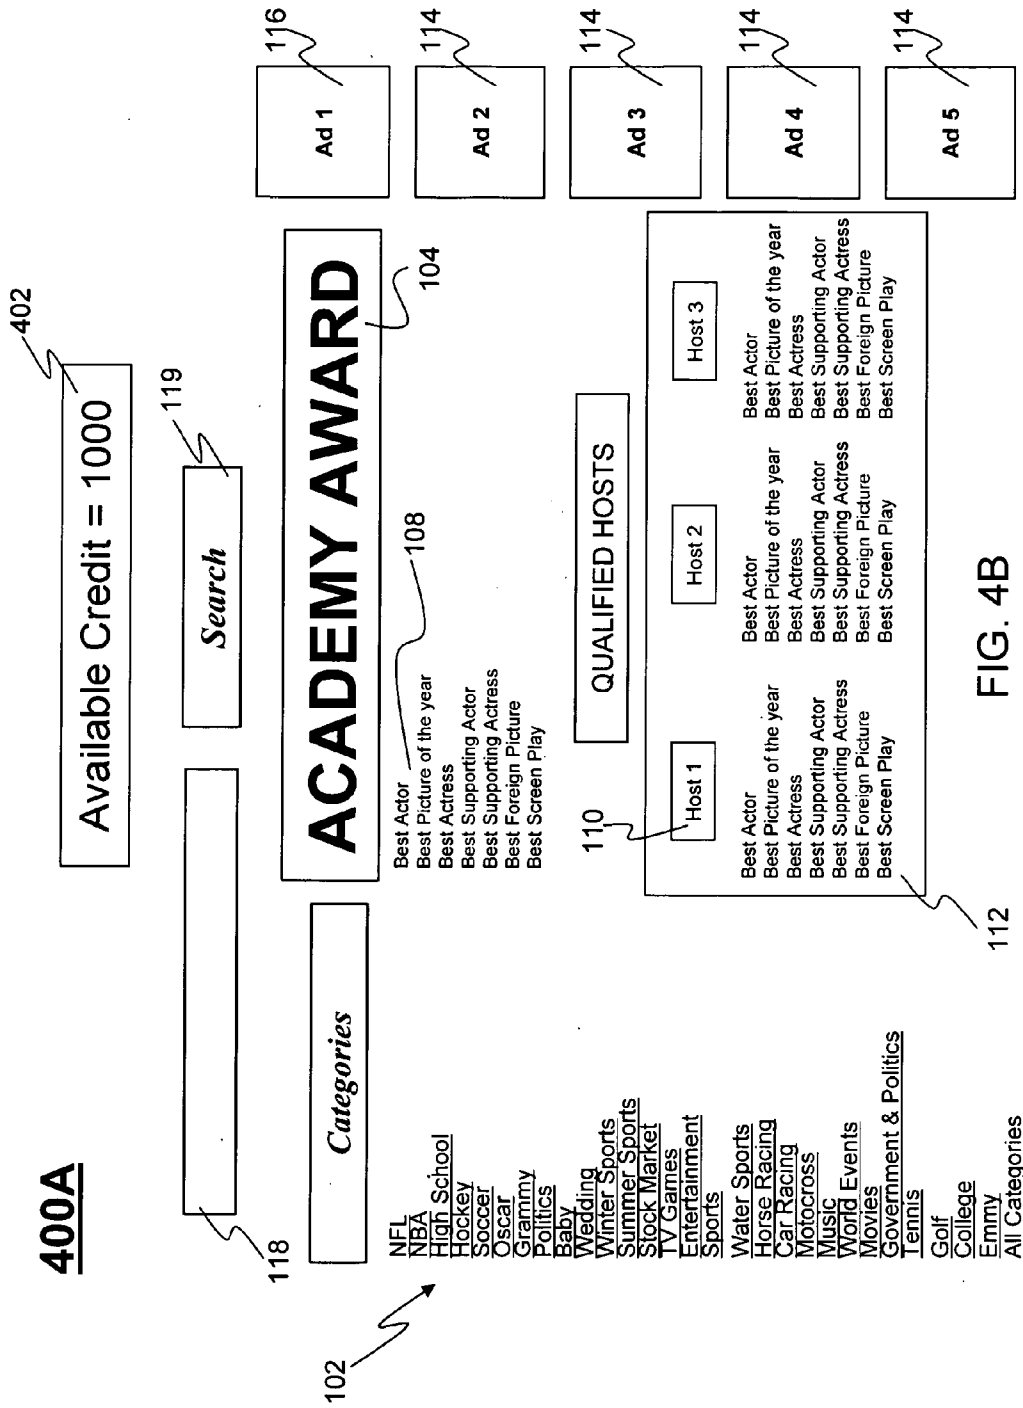 400A
Available Credit = 1000
402
118
Search
119
Categories
ACADEMY AWARD
104
102
NFL
NBA
High School
Hockey
Soccer
Oscar
Grammy
Politics
Baby
Wedding
Winter Sports
Summer Sports
Stock Market
TV Games
Entertainment
Sports
Water Sports
Horse Racing
Car Racing
Motocross
Music
World Events
Movies
Government & Politics
Tennis
Golf
College
Emmy
All Categories
Best Actor
Best Picture of the year
Best Actress
Best Supporting Actor
Best Supporting Actress
Best Foreign Picture
Best Screen Play
108
QUALIFIED HOSTS
110
Host 1
Best Actor
Best Picture of the year
Best Actress
Best Supporting Actor
Best Supporting Actress
Best Foreign Picture
Best Screen Play
Host 2
Best Actor
Best Picture of the year
Best Actress
Best Supporting Actor
Best Supporting Actress
Best Foreign Picture
Best Screen Play
Host 3
Best Actor
Best Picture of the year
Best Actress
Best Supporting Actor
Best Supporting Actress
Best Foreign Picture
Best Screen Play
112
Ad 1
116
Ad 2
114
Ad 3
114
Ad 4
114
Ad 5
114
FIG. 4B